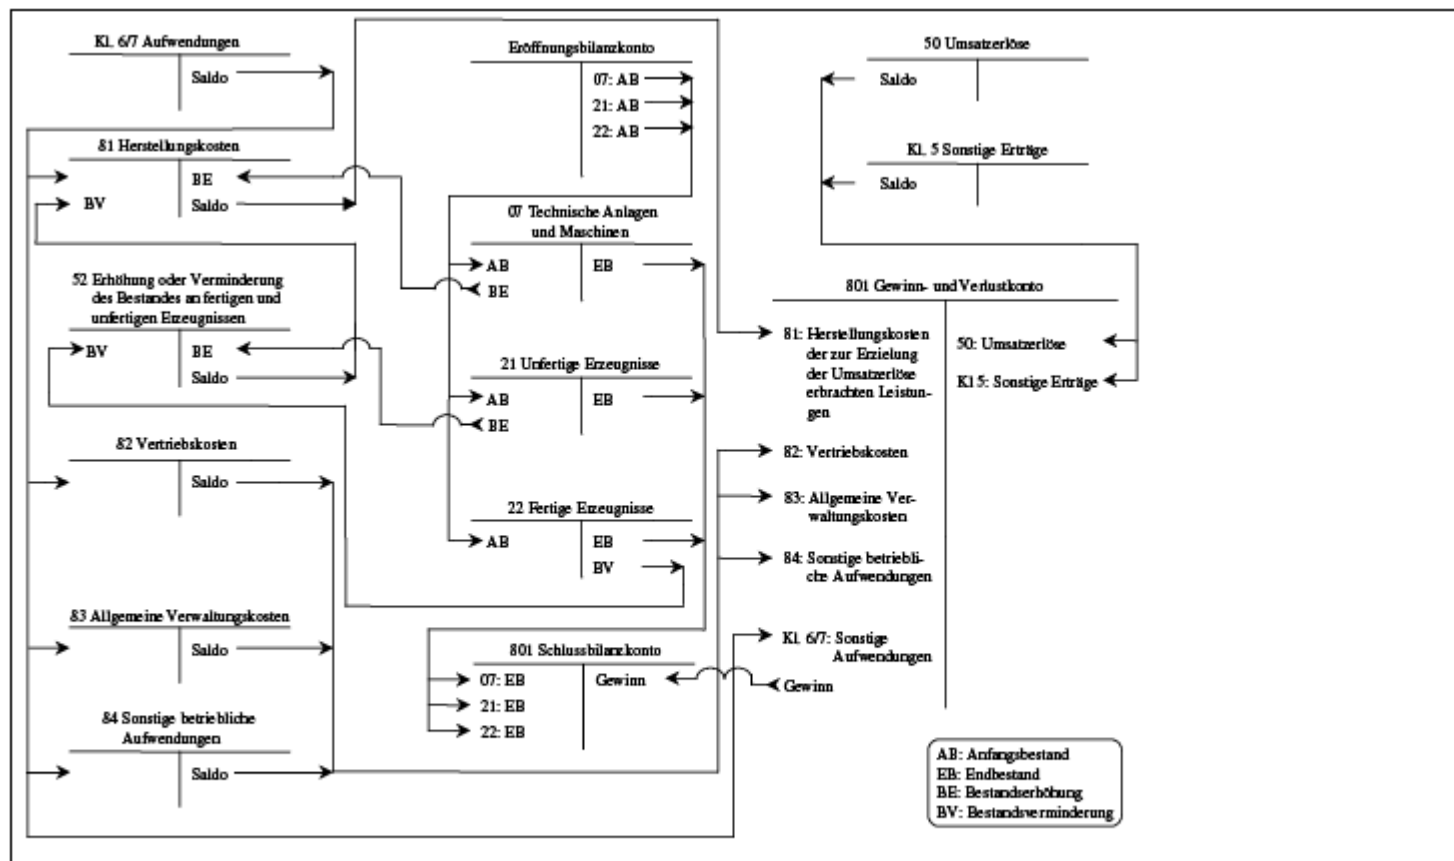 Kl. 6/7 Aufwendungen
Saldo
81 Herstellungskosten
BE
BV
Saldo
52 Erhöhung oder Verminderung
des Bestandes an fertigen und
unfertigen Erzeugnissen
BV
BE
Saldo
82 Vertriebskosten
Saldo
83 Allgemeine Verwaltungskosten
Saldo
84 Sonstige betriebliche
Aufwendungen
Saldo
Eröffnungsbilanzkonto
07: AB
21: AB
22: AB
07 Technische Anlagen
und Maschinen
AB
EB
BE
21 Unfertige Erzeugnisse
AB
EB
BE
22 Fertige Erzeugnisse
AB
EB
BV
801 Schlussbilanzkonto
07: EB
Gewinn
21: EB
22: EB
50 Umsatzerlöse
Saldo
Kl. 5 Sonstige Erträge
Saldo
801 Gewinn- und Verlustkonto
81: Herstellungskosten
der zur Erzielung
der Umsatzerlöse
erbrachten Leistun-
gen
50: Umsatzerlöse
Kl 5: Sonstige Erträge
82: Vertriebskosten
83: Allgemeine Ver-
waltungskosten
84: Sonstige betriebli-
che Aufwendungen
Kl. 6/7: Sonstige
Aufwendungen
Gewinn
AB: Anfangsbestand
EB: Endbestand
BE: Bestandserhöhung
BV: Bestandsverminderung